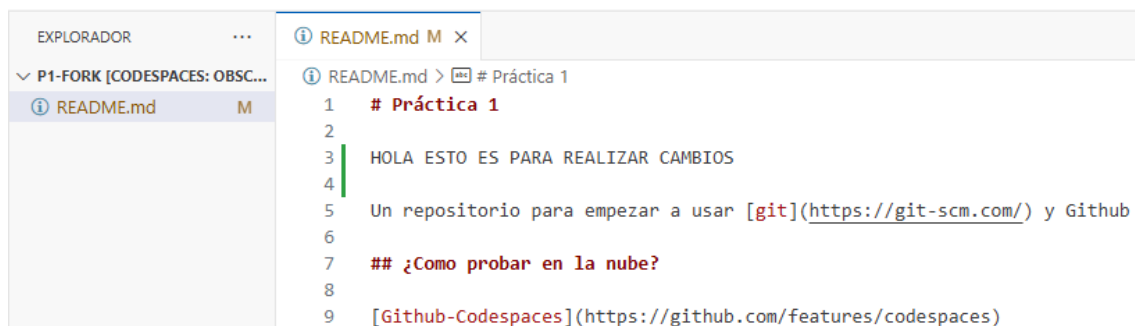 EXPLORADOR ...
P1-FORK [CODESPACES: OBSC...
README.md M
README.md M ×
README.md > abc # Práctica 1
1 # Práctica 1
2
3 HOLA ESTO ES PARA REALIZAR CAMBIOS
4
5 Un repositorio para empezar a usar [git](https://git-scm.com/) y Github
6
7 ## ¿Como probar en la nube?
8
9 [Github-Codespaces](https://github.com/features/codespaces)